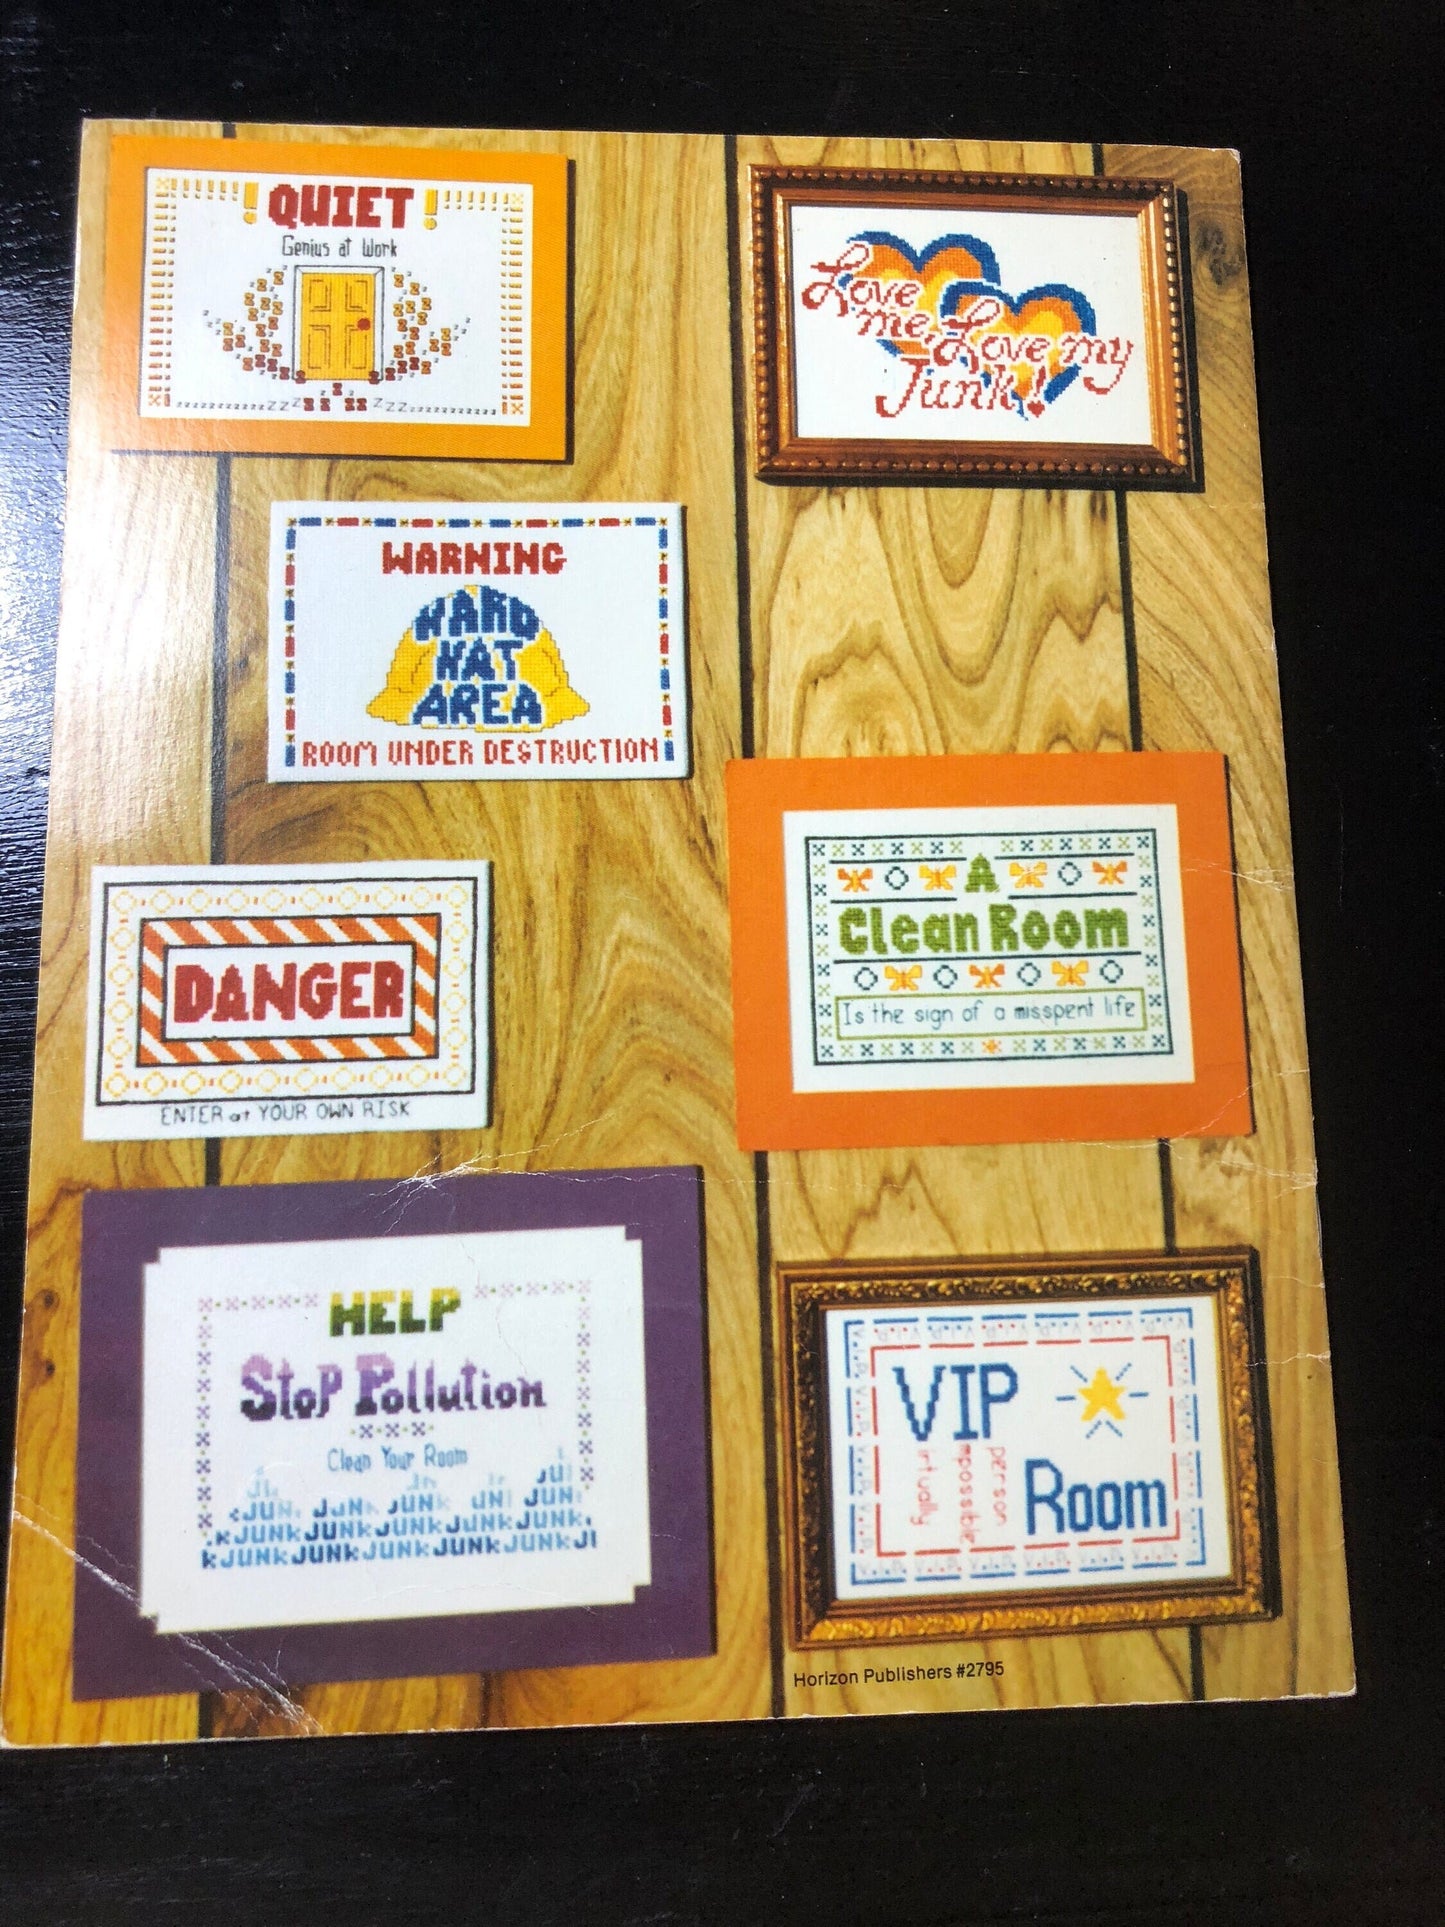 ! QUIET !
Genius at Work
Love
me, Love my
Junk!
WARNING
HARD
HAT
AREA
ROOM UNDER DESTRUCTION
DANGER
ENTER at YOUR OWN RISK
A
Clean Room
Is the sign of a misspent life
HELP
Stop Pollution
Clean Your Room
JUNK JUNK JUNK JUNK JUNK
VIP
Room
person
impossible
irtually
Horizon Publishers #2795